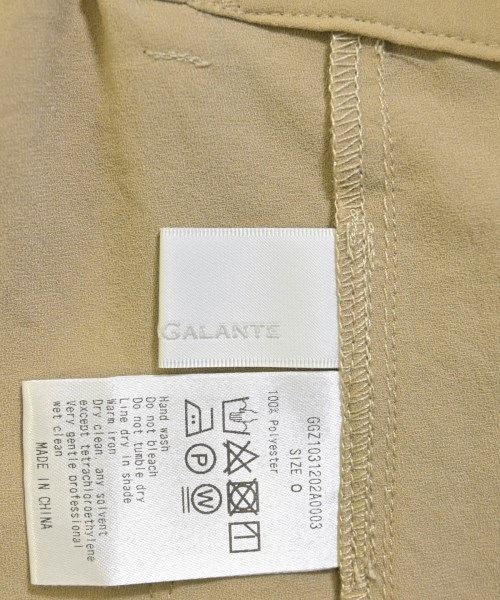 GALANTE
GGZ1031202A0003
SIZE O
100% Polyester
P
W
Hand wash
Do not bleach
Do not tumble dry
Line dry in shade
Warm iron
Dry clean, any solvent
except tetrachloroethylene
Very gentle professional
wet clean
MADE IN CHINA